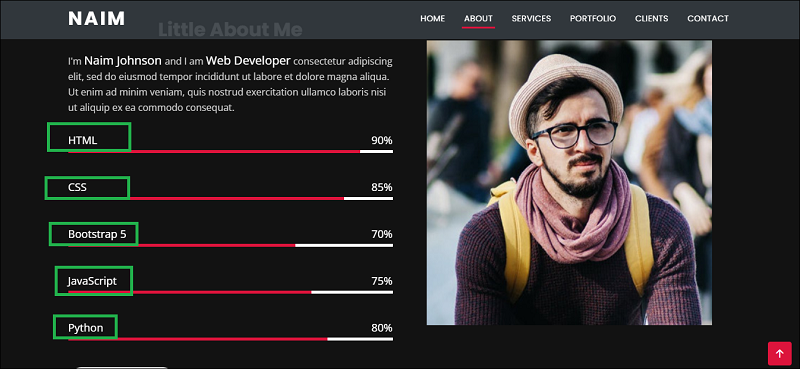 NAIM
HOME ABOUT SERVICES PORTFOLIO CLIENTS CONTACT
Little About Me
I'm Naim Johnson and I am Web Developer consectetur adipiscing
elit, sed do eiusmod tempor incididunt ut labore et dolore magna aliqua.
Ut enim ad minim veniam, quis nostrud exercitation ullamco laboris nisi
ut aliquip ex ea commodo consequat.
HTML 90%
CSS 85%
Bootstrap 5 70%
JavaScript 75%
Python 80%